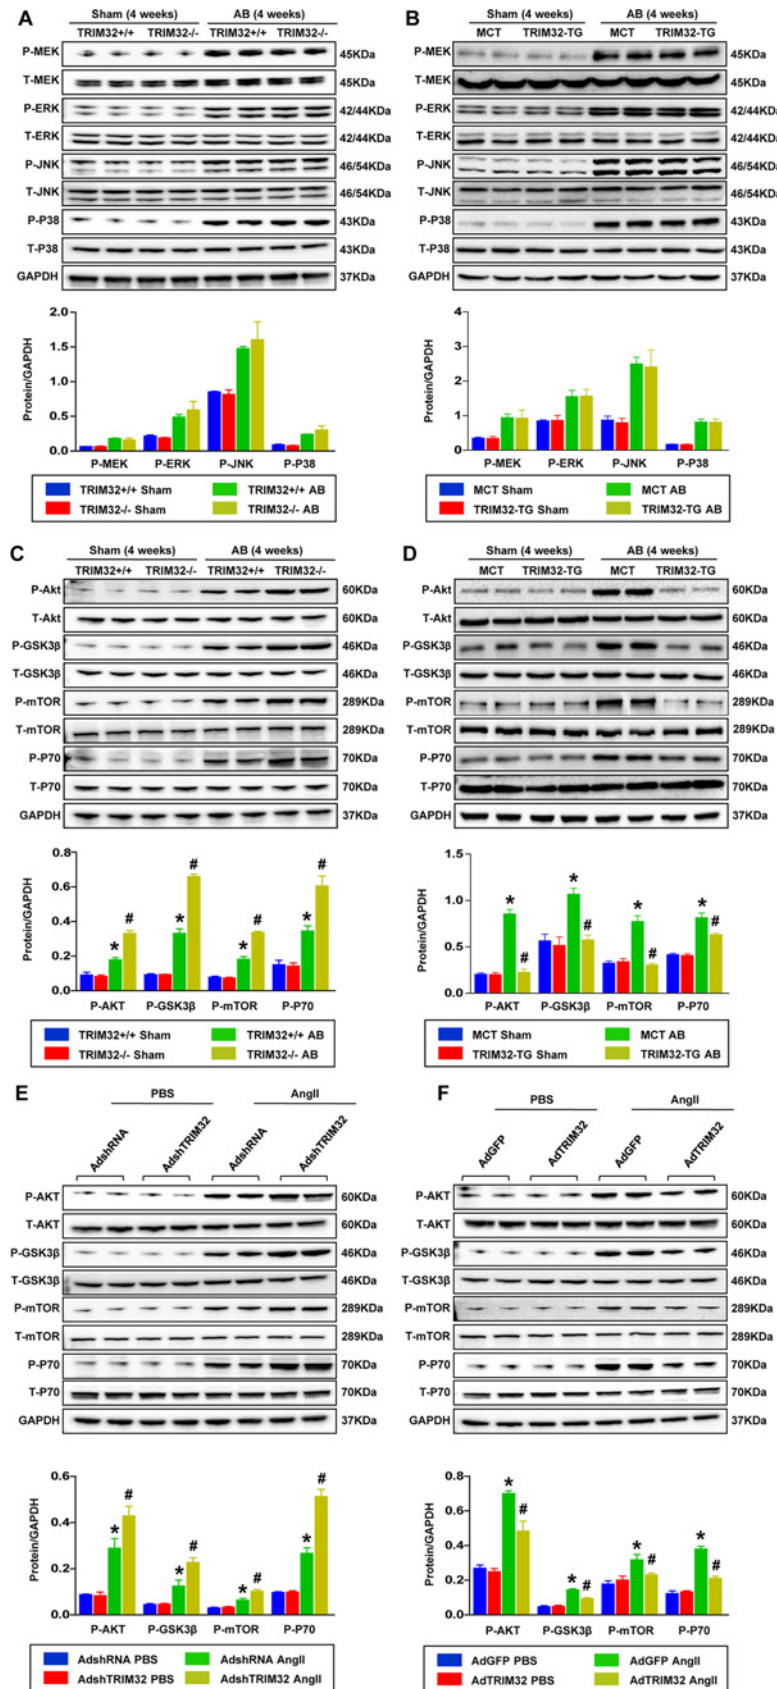 A
Sham (4 weeks) AB (4 weeks)
TRIM32+/+ TRIM32-/- TRIM32+/+ TRIM32-/-
P-MEK 45KDa
T-MEK 45KDa
P-ERK 42/44KDa
T-ERK 42/44KDa
P-JNK 46/54KDa
T-JNK 46/54KDa
P-P38 43KDa
T-P38 43KDa
GAPDH 37KDa
Protein/GAPDH
2.0
1.5
1.0
0.5
0.0
P-MEK P-ERK P-JNK P-P38
TRIM32+/+ Sham TRIM32+/+ AB
TRIM32-/- Sham TRIM32-/- AB
B
Sham (4 weeks) AB (4 weeks)
MCT TRIM32-TG MCT TRIM32-TG
P-MEK 45KDa
T-MEK 45KDa
P-ERK 42/44KDa
T-ERK 42/44KDa
P-JNK 46/54KDa
T-JNK 46/54KDa
P-P38 43KDa
T-P38 43KDa
GAPDH 37KDa
Protein/GAPDH
4
3
2
1
0
P-MEK P-ERK P-JNK P-P38
MCT Sham MCT AB
TRIM32-TG Sham TRIM32-TG AB
C
Sham (4 weeks) AB (4 weeks)
TRIM32+/+ TRIM32-/- TRIM32+/+ TRIM32-/-
P-Akt 60KDa
T-Akt 60KDa
P-GSK3β 46KDa
T-GSK3β 46KDa
P-mTOR 289KDa
T-mTOR 289KDa
P-P70 70KDa
T-P70 70KDa
GAPDH 37KDa
Protein/GAPDH
0.8
0.6
0.4
0.2
0.0
* # * # * # * #
P-AKT P-GSK3β P-mTOR P-P70
TRIM32+/+ Sham TRIM32+/+ AB
TRIM32-/- Sham TRIM32-/- AB
D
Sham (4 weeks) AB (4 weeks)
MCT TRIM32-TG MCT TRIM32-TG
P-Akt 60KDa
T-Akt 60KDa
P-GSK3β 46KDa
T-GSK3β 46KDa
P-mTOR 289KDa
T-mTOR 289KDa
P-P70 70KDa
T-P70 70KDa
GAPDH 37KDa
Protein/GAPDH
1.5
1.0
0.5
0.0
* # * # * # * #
P-AKT P-GSK3β P-mTOR P-P70
MCT Sham MCT AB
TRIM32-TG Sham TRIM32-TG AB
E
PBS AngII
AdshRNA AdshTRIM32 AdshRNA AdshTRIM32
P-AKT 60KDa
T-AKT 60KDa
P-GSK3β 46KDa
T-GSK3β 46KDa
P-mTOR 289KDa
T-mTOR 289KDa
P-P70 70KDa
T-P70 70KDa
GAPDH 37KDa
Protein/GAPDH
0.6
0.4
0.2
0.0
* # * # * # * #
P-AKT P-GSK3β P-mTOR P-P70
AdshRNA PBS AdshRNA AngII
AdshTRIM32 PBS AdshTRIM32 AngII
F
PBS AngII
AdGFP AdTRIM32 AdGFP AdTRIM32
P-AKT 60KDa
T-AKT 60KDa
P-GSK3β 46KDa
T-GSK3β 46KDa
P-mTOR 289KDa
T-mTOR 289KDa
P-P70 70KDa
T-P70 70KDa
GAPDH 37KDa
Protein/GAPDH
0.8
0.6
0.4
0.2
0.0
* # * # * # * #
P-AKT P-GSK3β P-mTOR P-P70
AdGFP PBS AdGFP AngII
AdTRIM32 PBS AdTRIM32 AngII